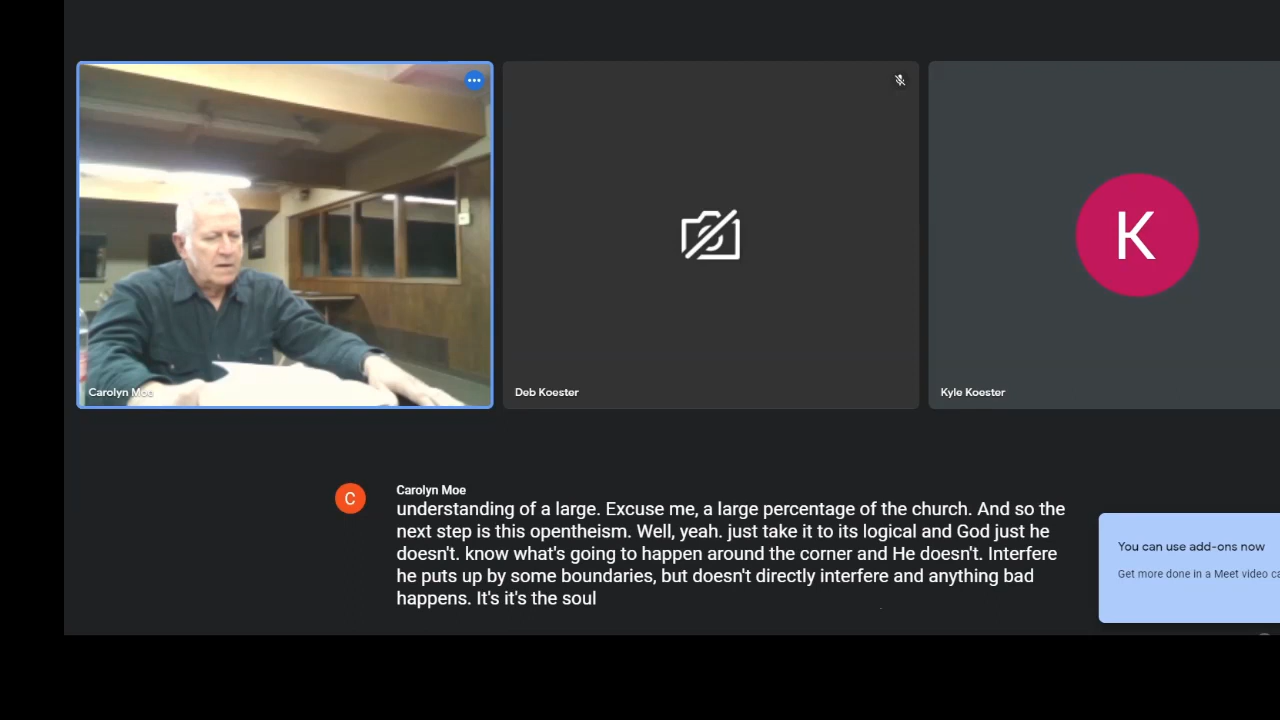 K
Carolyn Moe
Deb Koester
Kyle Koester
C
Carolyn Moe
understanding of a large. Excuse me, a large percentage of the church. And so the
next step is this opentheism. Well, yeah. just take it to its logical and God just he
doesn't. know what's going to happen around the corner and He doesn't. Interfere
he puts up by some boundaries, but doesn't directly interfere and anything bad
happens. It's it's the soul
You can use add-ons now
Get more done in a Meet video ca